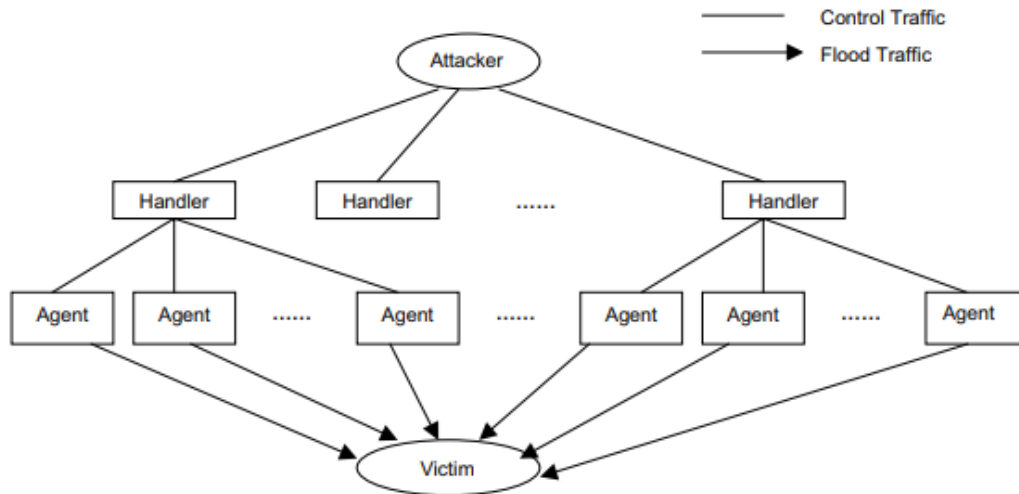 Control Traffic
Flood Traffic
Attacker
Handler Handler ...... Handler
Agent Agent ...... Agent ...... Agent Agent ...... Agent
Victim